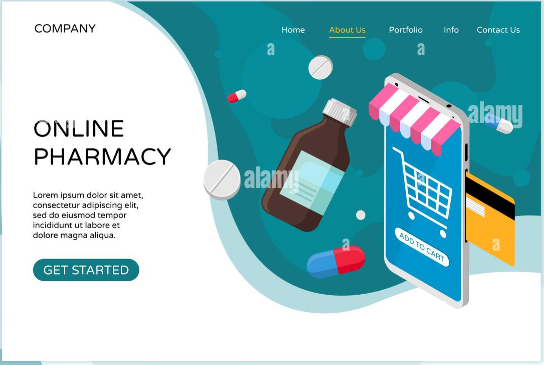 COMPANY
Home About Us Portfolio Info Contact Us
a a
alamy
ONLINE
PHARMACY
alamy
a
Lorem ipsum dolor sit amet,
consectetur adipiscing elit,
sed do eiusmod tempor
incididunt ut labore et
dolore magna aliqua.
ADD TO CART
a a
GET STARTED